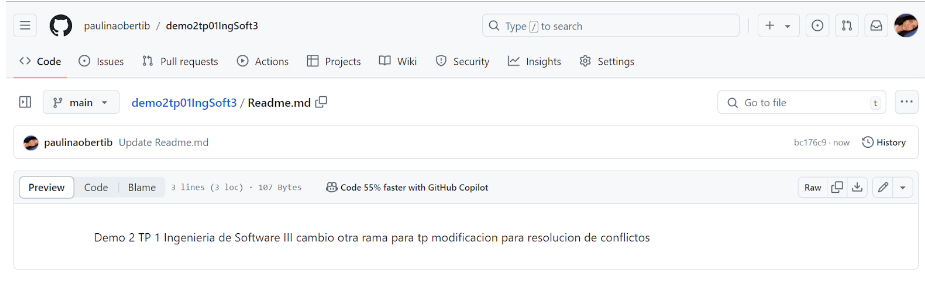 paulinaobertib / demo2tp01IngSoft3
Type / to search
Code Issues Pull requests Actions Projects Wiki Security Insights Settings
main demo2tp01IngSoft3 / Readme.md Go to file t
paulinaobertib Update Readme.md bc176c9 · now History
Preview Code Blame 3 lines (3 loc) · 107 Bytes Code 55% faster with GitHub Copilot Raw
Demo 2 TP 1 Ingenieria de Software III cambio otra rama para tp modificacion para resolucion de conflictos